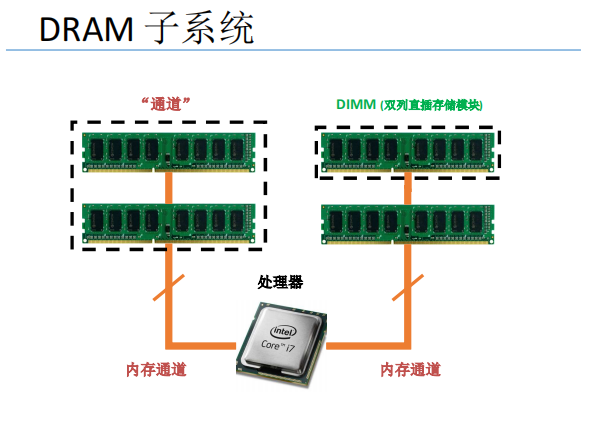 DRAM 子系统
“通道”
DIMM (双列直插存储模块)
处理器
intel
Core™ i7
内存通道
内存通道